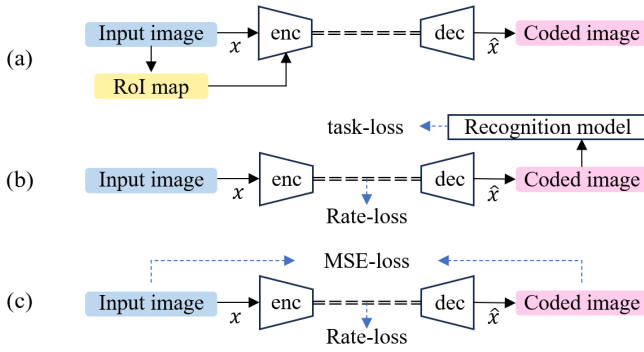 Input image x enc dec x̂ Coded image
(a)
RoI map
task-loss Recognition model
(b) Input image x enc dec x̂ Coded image
Rate-loss
MSE-loss
(c) Input image x enc dec x̂ Coded image
Rate-loss